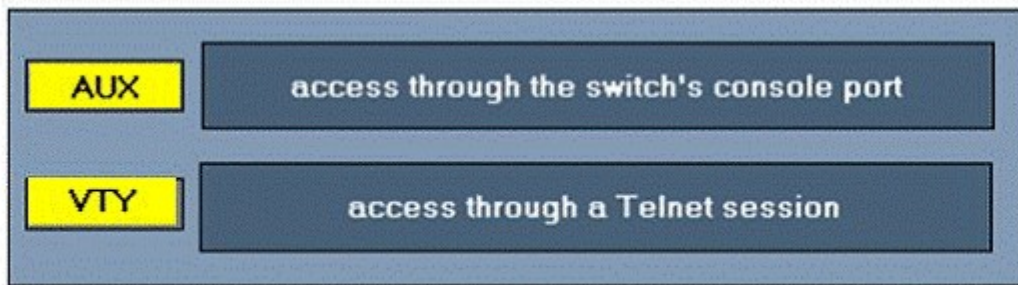 AUX access through the switch's console port
VTY access through a Telnet session